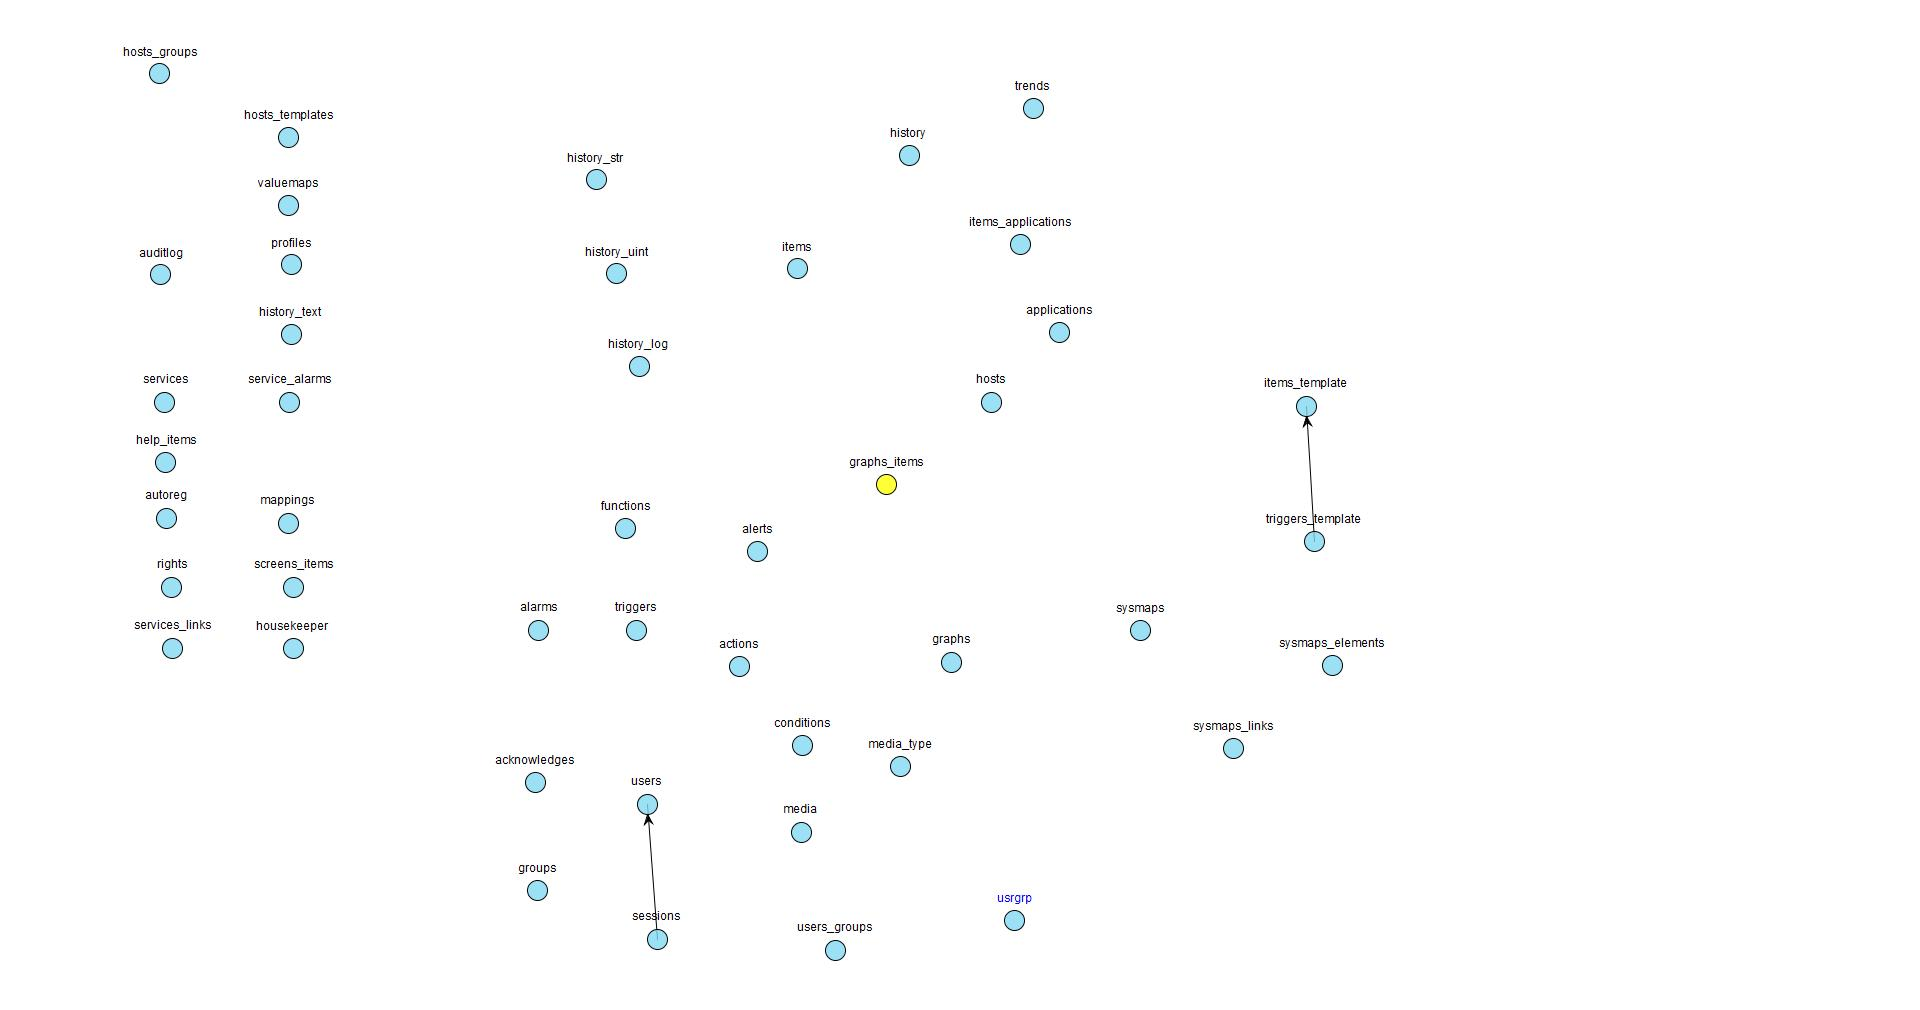 hosts_groups
trends
hosts_templates
history
history_str
valuemaps
items_applications
profiles
items
history_uint
auditlog
applications
history_text
history_log
services
service_alarms
hosts
items_template
help_items
graphs_items
autoreg
mappings
functions
triggers_template
alerts
rights
screens_items
alarms
triggers
sysmaps
services_links
housekeeper
graphs
sysmaps_elements
actions
conditions
sysmaps_links
media_type
acknowledges
users
media
groups
usrgrp
sessions
users_groups